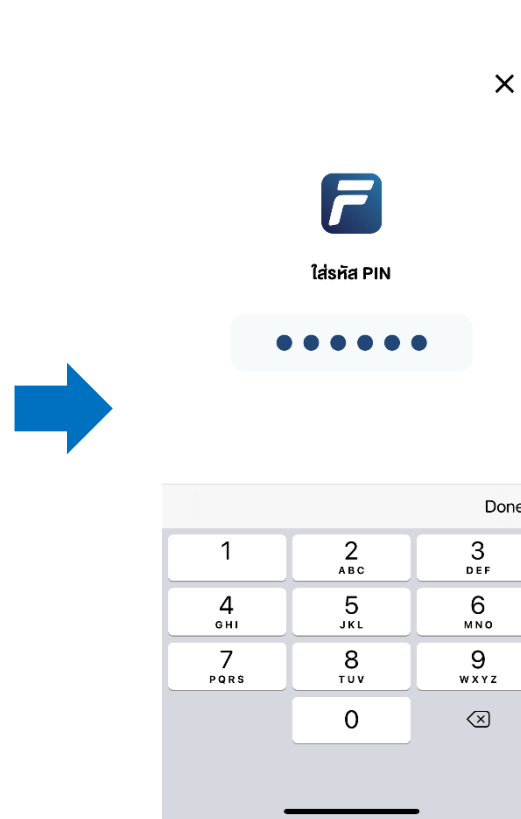 ใส่รหัส PIN
Done
1
2
ABC
3
DEF
4
GHI
5
JKL
6
MNO
7
PQRS
8
TUV
9
WXYZ
0